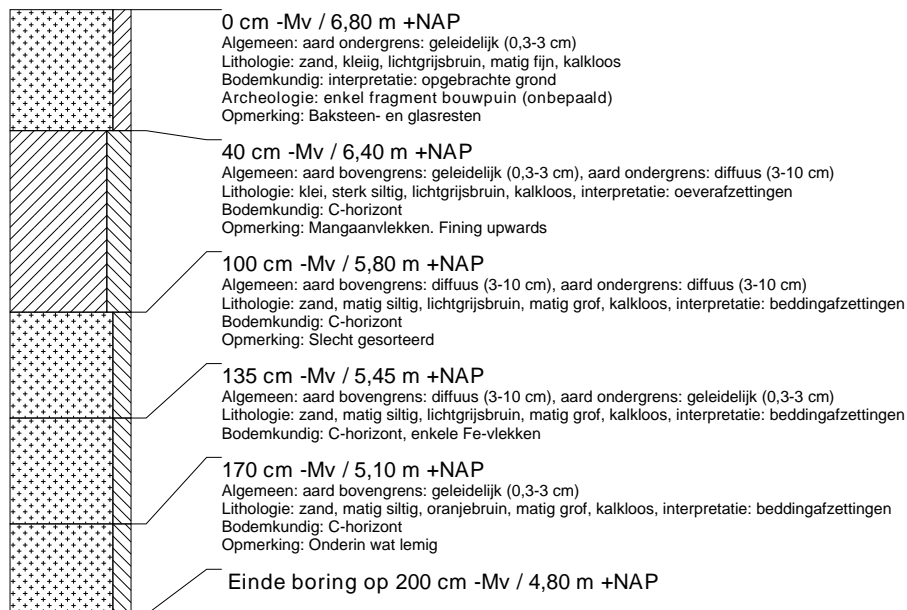 0 cm -Mv / 6,80 m +NAP
Algemeen: aard ondergrens: geleidelijk (0,3-3 cm)
Lithologie: zand, kleiig, lichtgrijsbruin, matig fijn, kalkloos
Bodemkundig: interpretatie: opgebrachte grond
Archeologie: enkel fragment bouwpuin (onbepaald)
Opmerking: Baksteen- en glasresten
40 cm -Mv / 6,40 m +NAP
Algemeen: aard bovengrens: geleidelijk (0,3-3 cm), aard ondergrens: diffuus (3-10 cm)
Lithologie: klei, sterk siltig, lichtgrijsbruin, kalkloos, interpretatie: oeverafzettingen
Bodemkundig: C-horizont
Opmerking: Mangaanvlekken. Fining upwards
100 cm -Mv / 5,80 m +NAP
Algemeen: aard bovengrens: diffuus (3-10 cm), aard ondergrens: diffuus (3-10 cm)
Lithologie: zand, matig siltig, lichtgrijsbruin, matig grof, kalkloos, interpretatie: beddingafzettingen
Bodemkundig: C-horizont
Opmerking: Slecht gesorteerd
135 cm -Mv / 5,45 m +NAP
Algemeen: aard bovengrens: diffuus (3-10 cm), aard ondergrens: geleidelijk (0,3-3 cm)
Lithologie: zand, matig siltig, lichtgrijsbruin, matig grof, kalkloos, interpretatie: beddingafzettingen
Bodemkundig: C-horizont, enkele Fe-vlekken
170 cm -Mv / 5,10 m +NAP
Algemeen: aard bovengrens: geleidelijk (0,3-3 cm)
Lithologie: zand, matig siltig, oranjebruin, matig grof, kalkloos, interpretatie: beddingafzettingen
Bodemkundig: C-horizont
Opmerking: Onderin wat lemig
Einde boring op 200 cm -Mv / 4,80 m +NAP